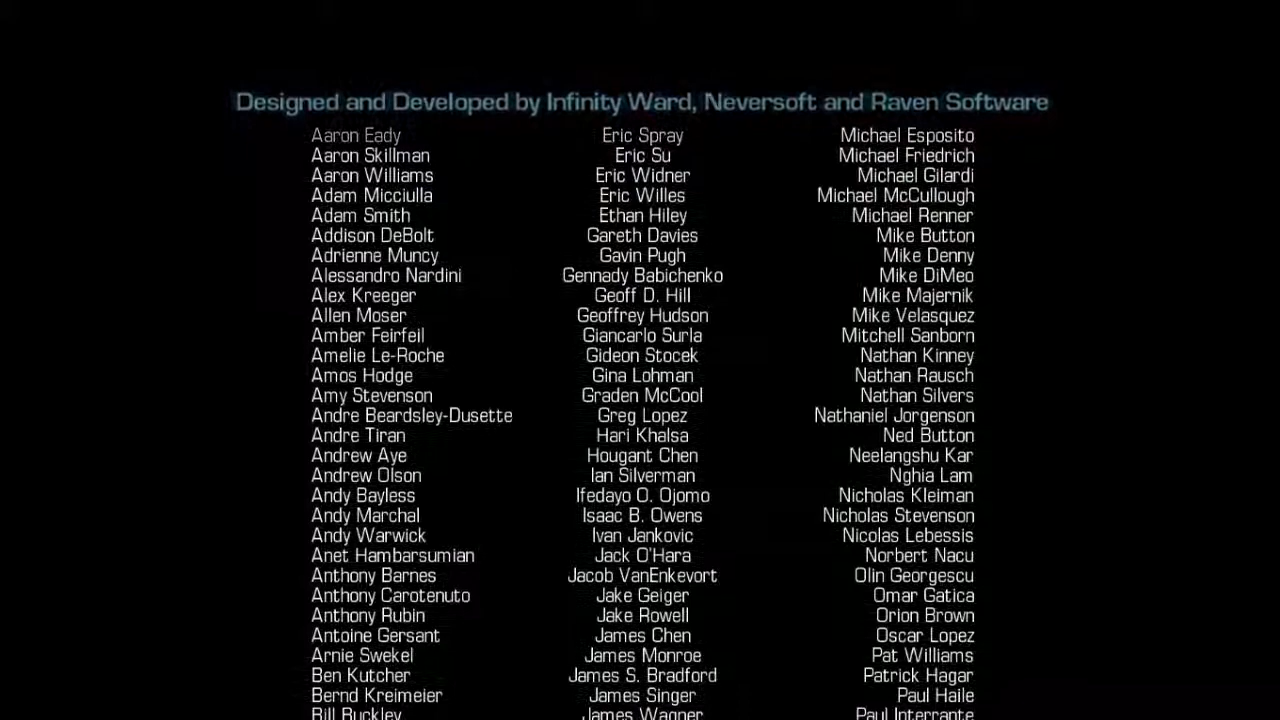 Designed and Developed by Infinity Ward, Neversoft and Raven Software
Aaron Eady Eric Spray Michael Esposito
Aaron Skillman Eric Su Michael Friedrich
Aaron Williams Eric Widner Michael Gilardi
Adam Micciulla Eric Willes Michael McCullough
Adam Smith Ethan Hiley Michael Renner
Addison DeBolt Gareth Davies Mike Button
Adrienne Muncy Gavin Pugh Mike Denny
Alessandro Nardini Gennady Babichenko Mike DiMeo
Alex Kreeger Geoff D. Hill Mike Majernik
Allen Moser Geoffrey Hudson Mike Velasquez
Amber Feirfeil Giancarlo Surla Mitchell Sanborn
Amelie Le-Roche Gideon Stocek Nathan Kinney
Amos Hodge Gina Lohman Nathan Rausch
Amy Stevenson Graden McCool Nathan Silvers
Andre Beardsley-Dusette Greg Lopez Nathaniel Jorgenson
Andre Tiran Hari Khalsa Ned Button
Andrew Aye Hougant Chen Neelangshu Kar
Andrew Olson Ian Silverman Nghia Lam
Andy Bayless Ifedayo O. Ojomo Nicholas Kleiman
Andy Marchal Isaac B. Owens Nicholas Stevenson
Andy Warwick Ivan Jankovic Nicolas Lebessis
Anet Hambarsumian Jack O'Hara Norbert Nacu
Anthony Barnes Jacob VanEnkevort Olin Georgescu
Anthony Carotenuto Jake Geiger Omar Gatica
Anthony Rubin Jake Rowell Orion Brown
Antoine Gersant James Chen Oscar Lopez
Arnie Swekel James Monroe Pat Williams
Ben Kutcher James S. Bradford Patrick Hagar
Bernd Kreimeier James Singer Paul Haile
Bill Buckley James Wagner Paul Interrante